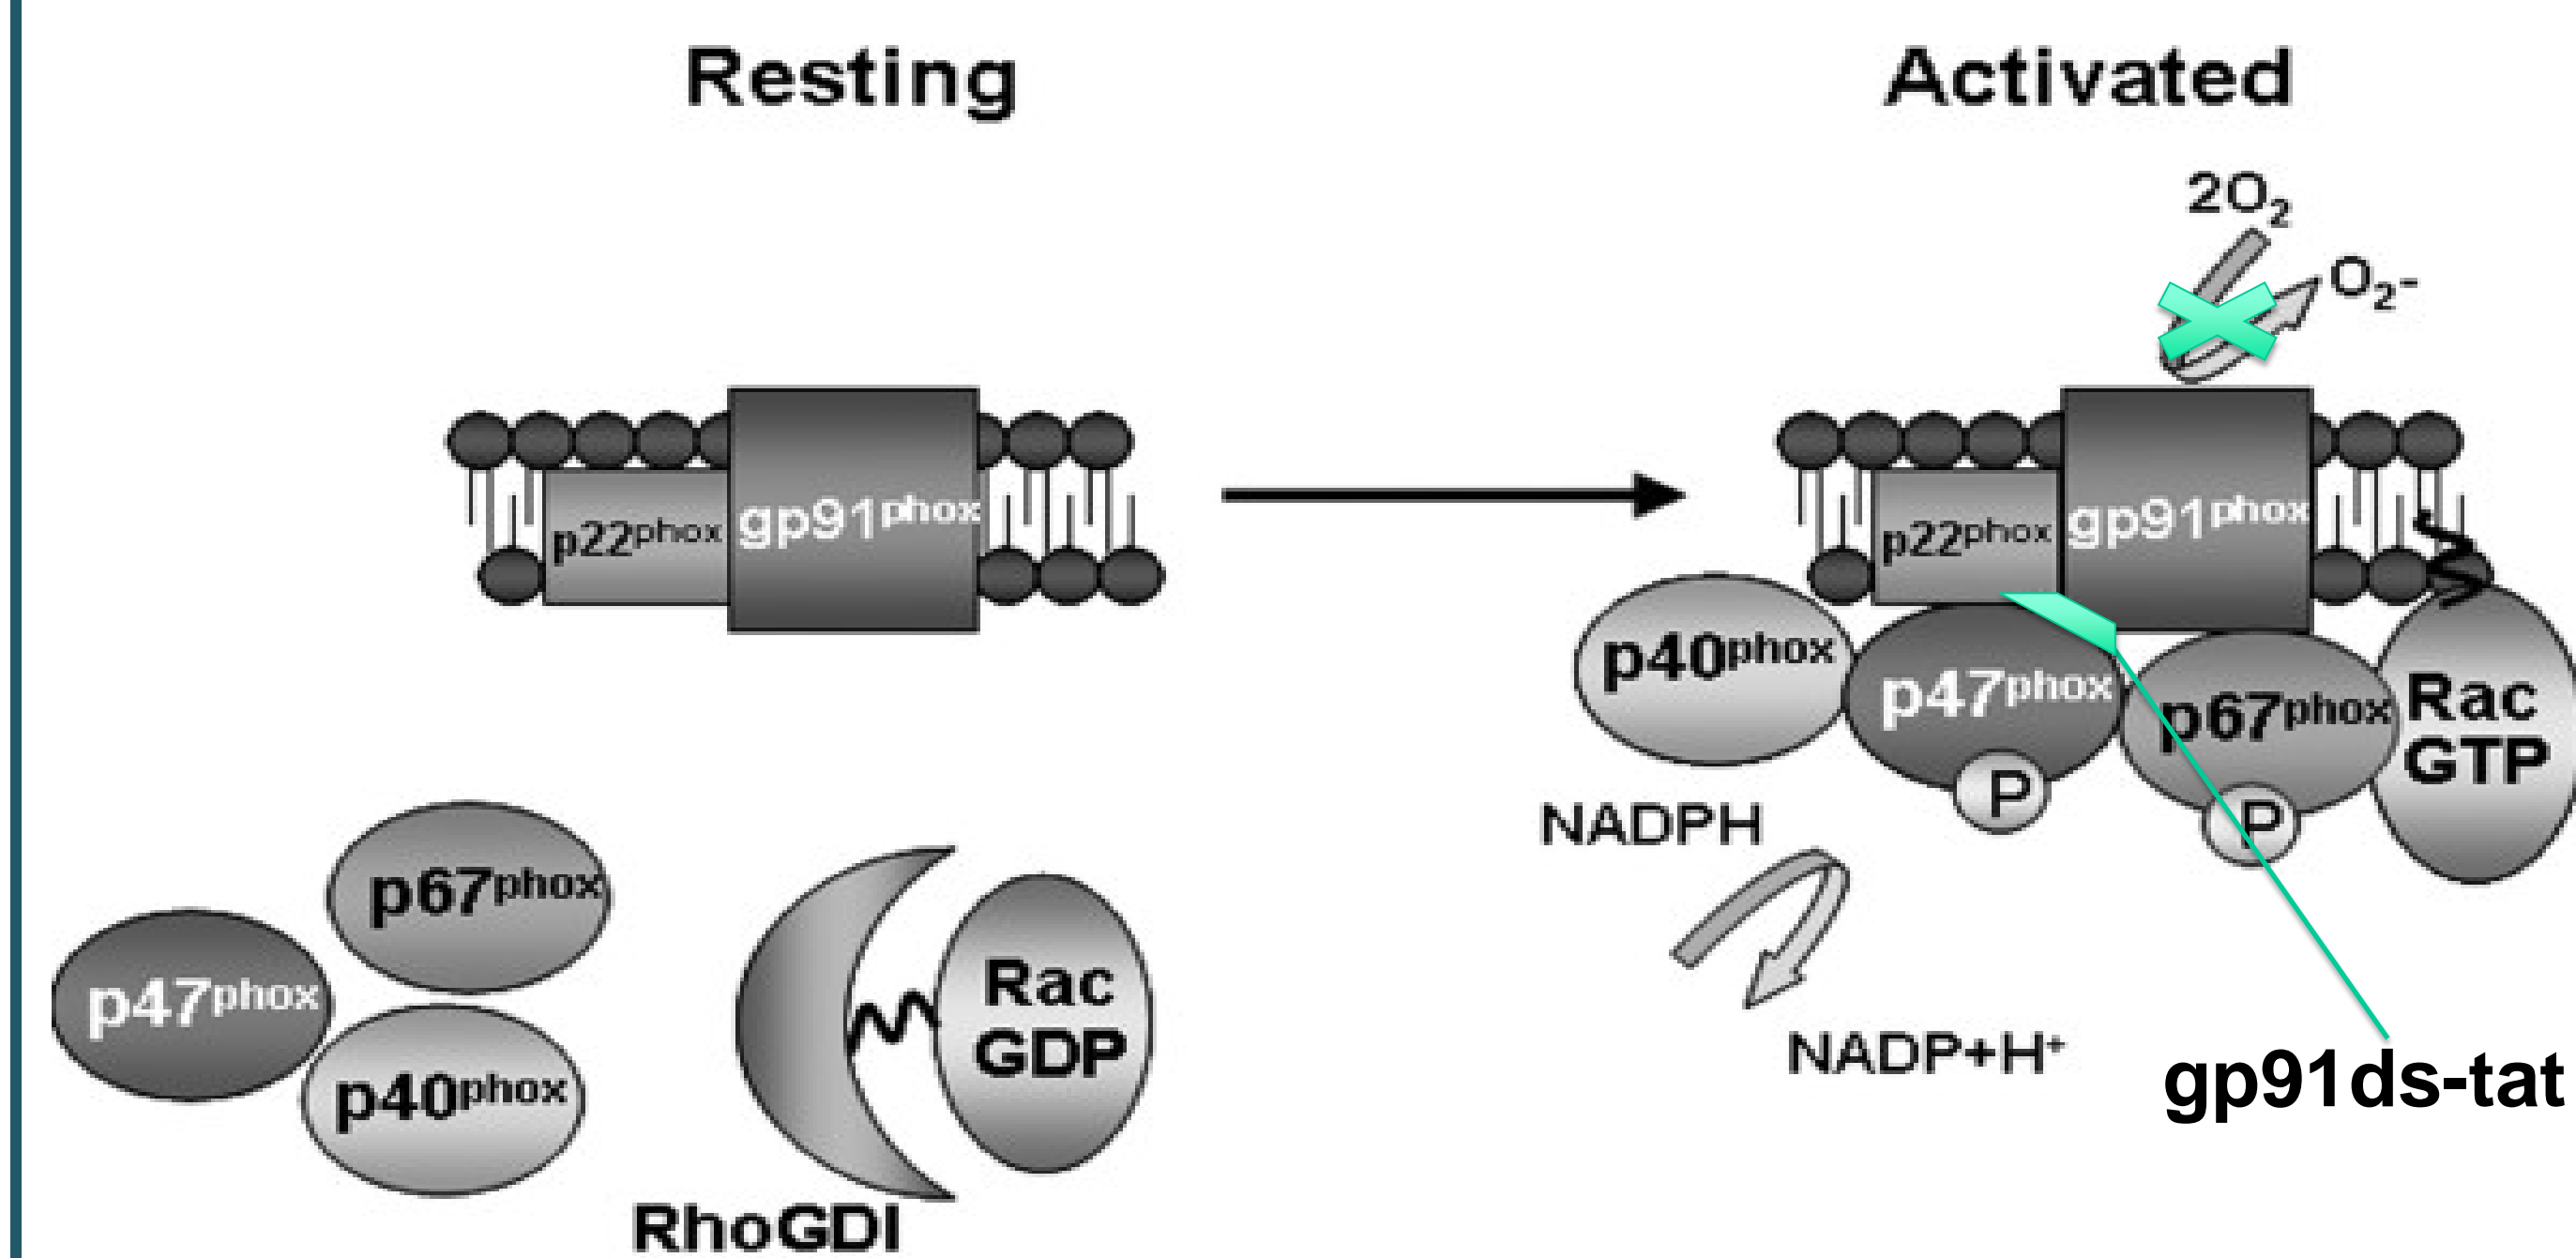 Resting
Activated
2O₂
O₂-
p22phox
gp91phox
p22phox
gp91phox
p40phox
p47phox
p67phox
Rac
GTP
P
P
NADPH
NADP+H⁺
gp91ds-tat
p67phox
p47phox
p40phox
Rac
GDP
RhoGDI